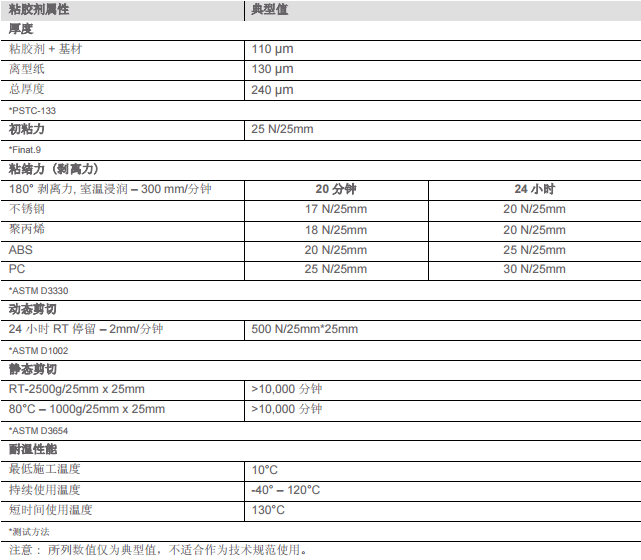 粘胶剂属性 典型值
厚度
粘胶剂 + 基材 110 μm
离型纸 130 μm
总厚度 240 μm
*PSTC-133
初粘力 25 N/25mm
*Finat.9
粘结力 (剥离力)
180° 剥离力, 室温浸润 – 300 mm/分钟 20 分钟 24 小时
不锈钢 17 N/25mm 20 N/25mm
聚丙烯 18 N/25mm 20 N/25mm
ABS 20 N/25mm 25 N/25mm
PC 25 N/25mm 30 N/25mm
*ASTM D3330
动态剪切
24 小时 RT 停留 – 2mm/分钟 500 N/25mm*25mm
*ASTM D1002
静态剪切
RT-2500g/25mm x 25mm >10,000 分钟
80°C – 1000g/25mm x 25mm >10,000 分钟
*ASTM D3654
耐温性能
最低施工温度 10°C
持续使用温度 -40° – 120°C
短时间使用温度 130°C
*测试方法
注意： 所列数值仅为典型值，不适合作为技术规范使用。